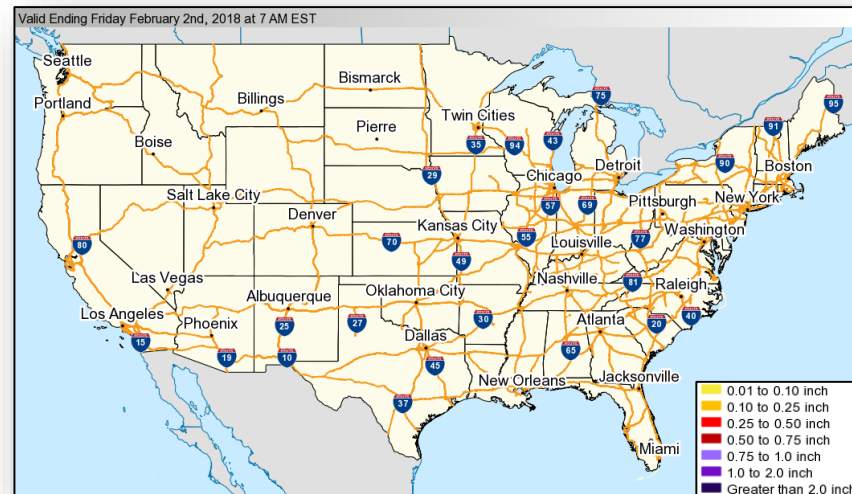 Valid Ending Friday February 2nd, 2018 at 7 AM EST
Seattle
Portland
Boise
Billings
Bismarck
Pierre
Twin Cities
Salt Lake City
Denver
Kansas City
Chicago
Detroit
Pittsburgh
New York
Boston
Washington
Louisville
Las Vegas
Los Angeles
Phoenix
Albuquerque
Oklahoma City
Nashville
Raleigh
Dallas
Atlanta
New Orleans
Jacksonville
Miami
75
95
91
90
35
94
43
29
57
69
80
70
55
77
49
81
25
27
30
20
40
15
19
10
45
65
37
0.01 to 0.10 inch
0.10 to 0.25 inch
0.25 to 0.50 inch
0.50 to 0.75 inch
0.75 to 1.0 inch
1.0 to 2.0 inch
Greater than 2.0 inch